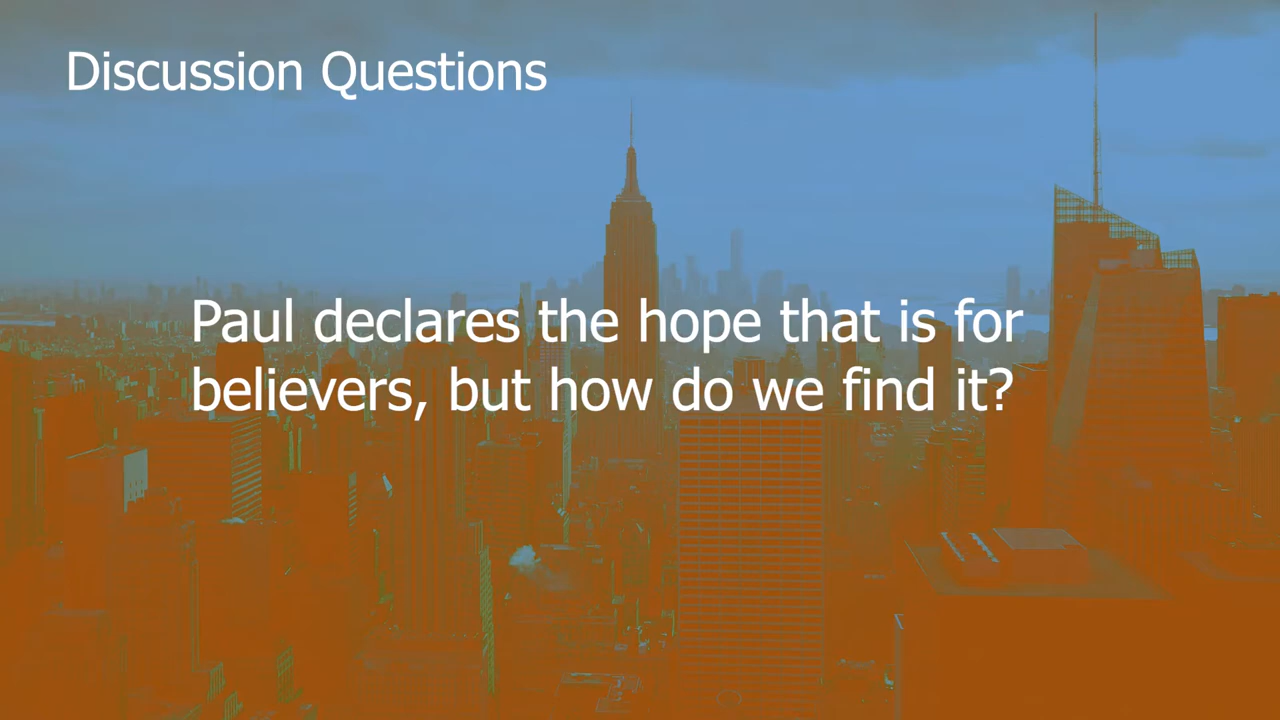 Discussion Questions
Paul declares the hope that is for
believers, but how do we find it?